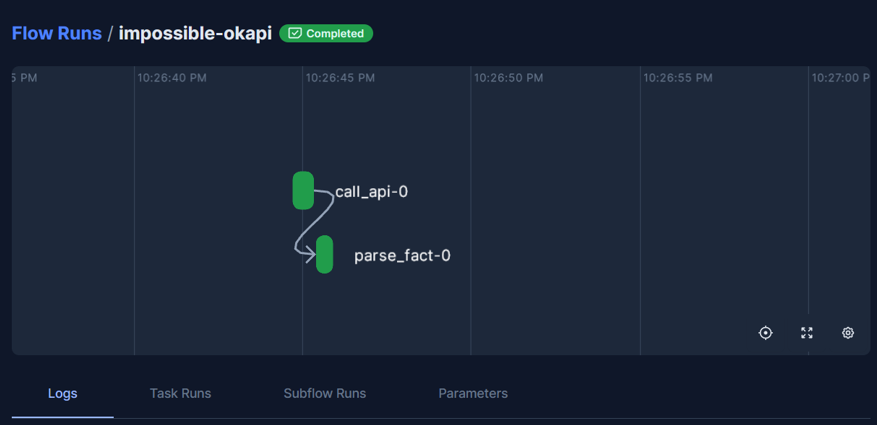 Flow Runs / impossible-okapi Completed
5 PM 10:26:40 PM 10:26:45 PM 10:26:50 PM 10:26:55 PM 10:27:00 P
call_api-0
parse_fact-0
Logs Task Runs Subflow Runs Parameters